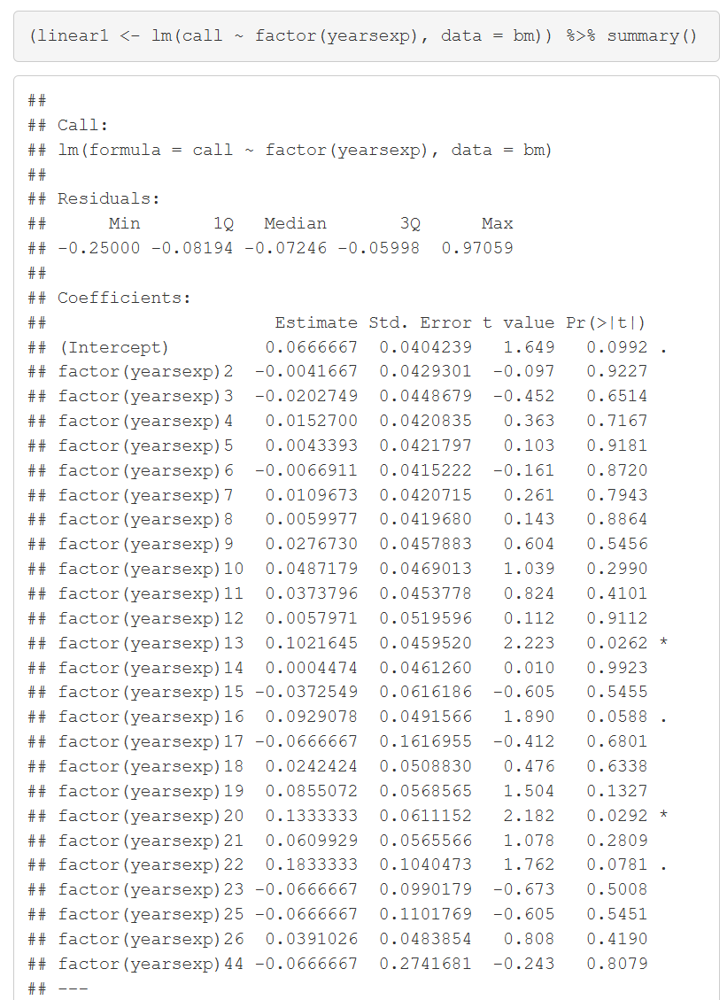 (linear1 <- lm(call ~ factor(yearsexp), data = bm)) %>% summary()
##
## Call:
## lm(formula = call ~ factor(yearsexp), data = bm)
##
## Residuals:
##      Min       1Q   Median       3Q      Max
## -0.25000 -0.08194 -0.07246 -0.05998  0.97059
##
## Coefficients:
##                      Estimate Std. Error t value Pr(>|t|)
## (Intercept)         0.0666667  0.0404239   1.649   0.0992 .
## factor(yearsexp)2  -0.0041667  0.0429301  -0.097   0.9227
## factor(yearsexp)3  -0.0202749  0.0448679  -0.452   0.6514
## factor(yearsexp)4   0.0152700  0.0420835   0.363   0.7167
## factor(yearsexp)5   0.0043393  0.0421797   0.103   0.9181
## factor(yearsexp)6  -0.0066911  0.0415222  -0.161   0.8720
## factor(yearsexp)7   0.0109673  0.0420715   0.261   0.7943
## factor(yearsexp)8   0.0059977  0.0419680   0.143   0.8864
## factor(yearsexp)9   0.0276730  0.0457883   0.604   0.5456
## factor(yearsexp)10  0.0487179  0.0469013   1.039   0.2990
## factor(yearsexp)11  0.0373796  0.0453778   0.824   0.4101
## factor(yearsexp)12  0.0057971  0.0519596   0.112   0.9112
## factor(yearsexp)13  0.1021645  0.0459520   2.223   0.0262 *
## factor(yearsexp)14  0.0004474  0.0461260   0.010   0.9923
## factor(yearsexp)15 -0.0372549  0.0616186  -0.605   0.5455
## factor(yearsexp)16  0.0929078  0.0491566   1.890   0.0588 .
## factor(yearsexp)17 -0.0666667  0.1616955  -0.412   0.6801
## factor(yearsexp)18  0.0242424  0.0508830   0.476   0.6338
## factor(yearsexp)19  0.0855072  0.0568565   1.504   0.1327
## factor(yearsexp)20  0.1333333  0.0611152   2.182   0.0292 *
## factor(yearsexp)21  0.0609929  0.0565566   1.078   0.2809
## factor(yearsexp)22  0.1833333  0.1040473   1.762   0.0781 .
## factor(yearsexp)23 -0.0666667  0.0990179  -0.673   0.5008
## factor(yearsexp)25 -0.0666667  0.1101769  -0.605   0.5451
## factor(yearsexp)26  0.0391026  0.0483854   0.808   0.4190
## factor(yearsexp)44 -0.0666667  0.2741681  -0.243   0.8079
## ---